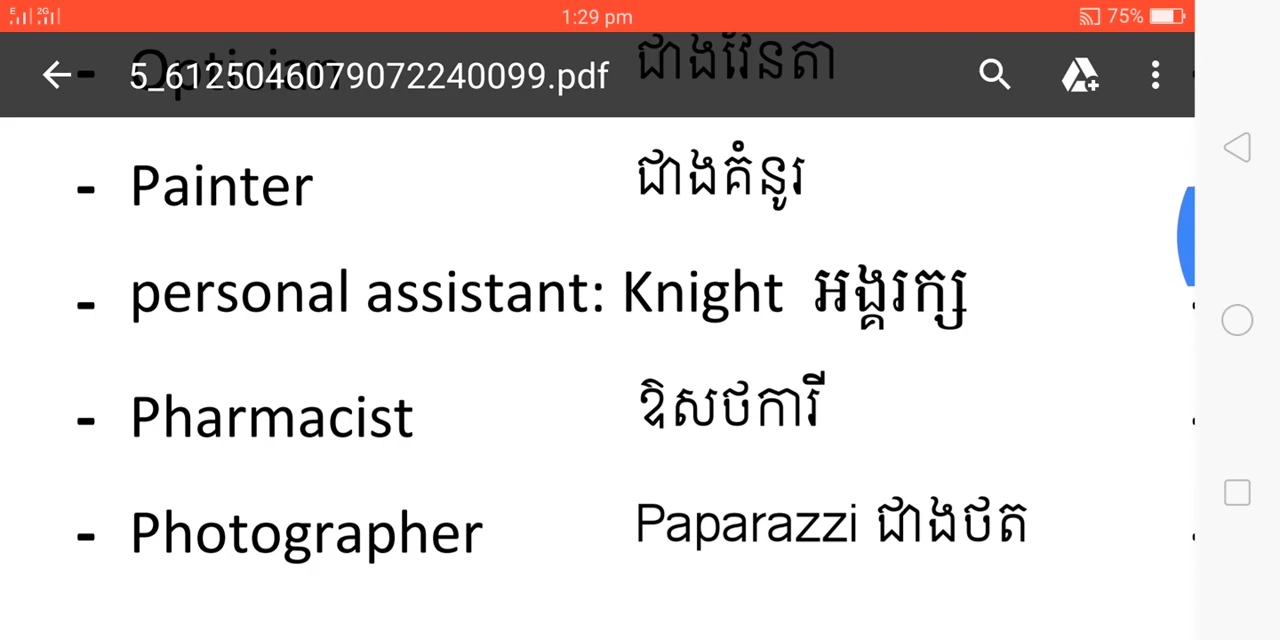 E 2G 1:29 pm 75%
5_6125046079072240099.pdf
- Optician ជាងវ៉ែនតា
- Painter ជាងគំនូរ
- personal assistant: Knight អង្គរក្ស
- Pharmacist ឱសថការី
- Photographer Paparazzi ជាងថត